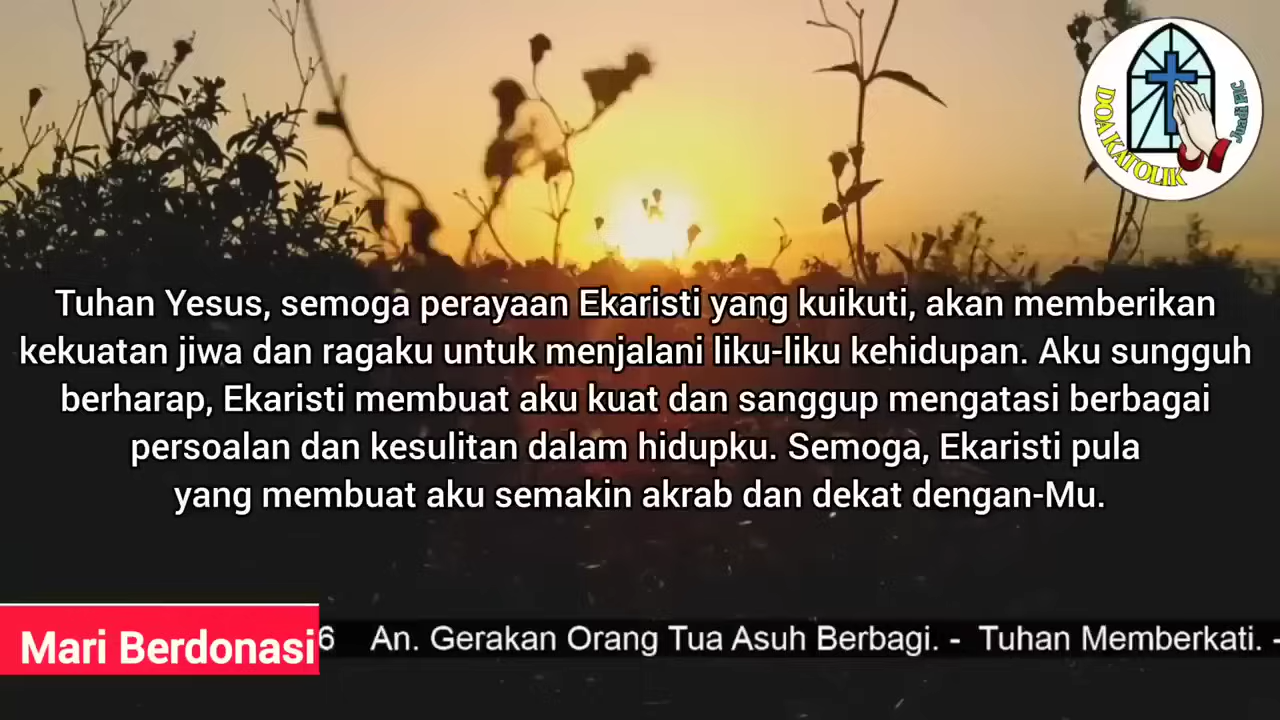 DOA KATOLIK
Juadi FIC
Tuhan Yesus, semoga perayaan Ekaristi yang kuikuti, akan memberikan
kekuatan jiwa dan ragaku untuk menjalani liku-liku kehidupan. Aku sungguh
berharap, Ekaristi membuat aku kuat dan sanggup mengatasi berbagai
persoalan dan kesulitan dalam hidupku. Semoga, Ekaristi pula
yang membuat aku semakin akrab dan dekat dengan-Mu.
Mari Berdonasi
6 An. Gerakan Orang Tua Asuh Berbagi. - Tuhan Memberkati. -